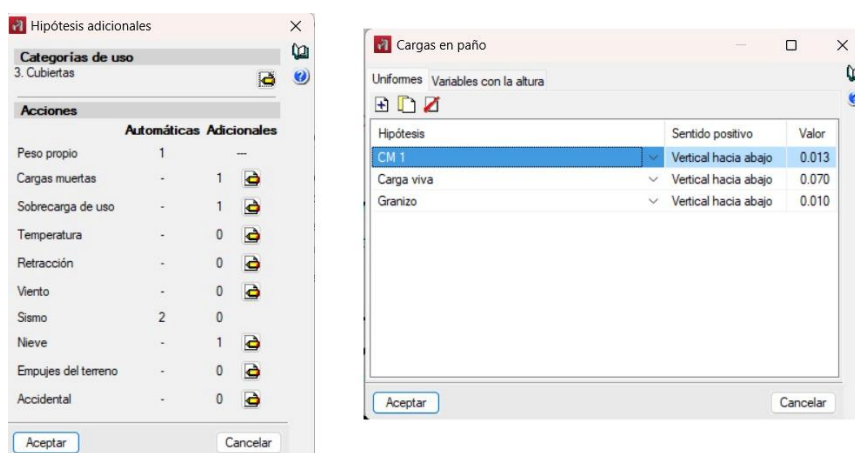 Hipótesis adicionales
Categorías de uso
3. Cubiertas
Acciones
Automáticas Adicionales
Peso propio 1 ---
Cargas muertas - 1
Sobrecarga de uso - 1
Temperatura - 0
Retracción - 0
Viento - 0
Sismo 2 0
Nieve - 1
Empujes del terreno - 0
Accidental - 0
Aceptar Cancelar
Cargas en paño
Uniformes Variables con la altura
Hipótesis Sentido positivo Valor
CM 1 Vertical hacia abajo 0.013
Carga viva Vertical hacia abajo 0.070
Granizo Vertical hacia abajo 0.010
Aceptar Cancelar